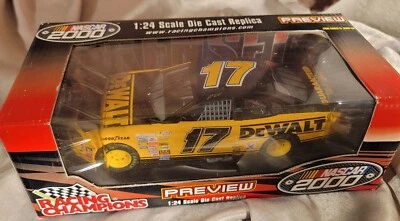 NASCAR
2000
1:24 Scale Die Cast Replica
www.racingchampions.com
PREVIEW
17
DEWALT
GOODYEAR
17
DEWALT
RACING
CHAMPIONS
PREVIEW
1:24 Scale Die Cast Replica
NASCAR
2000